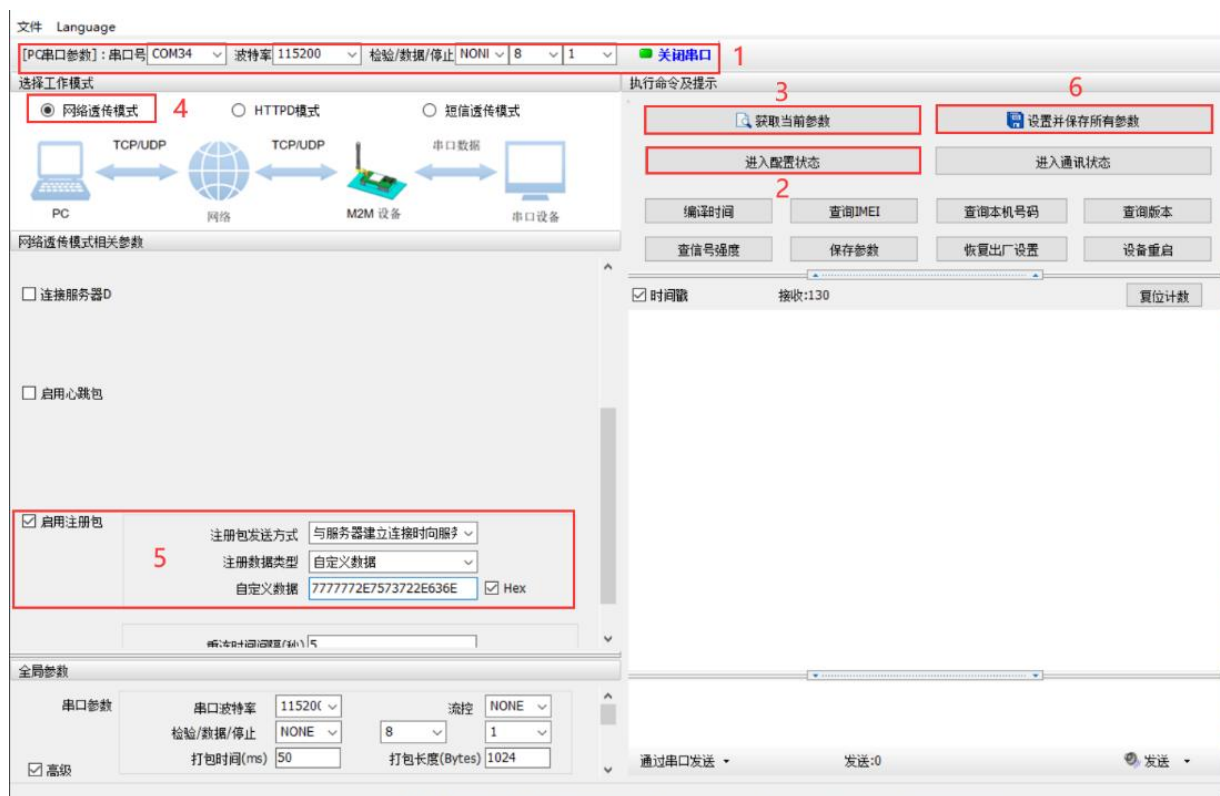 文件 Language
[PC串口参数]：串口号 COM34 波特率 115200 检验/数据/停止 NONI 8 1 关闭串口 1
选择工作模式
网络透传模式 4 HTTPD模式 短信透传模式
TCP/UDP TCP/UDP 串口数据
PC 网络 M2M 设备 串口设备
网络透传模式相关参数
连接服务器D
启用心跳包
启用注册包
注册包发送方式 与服务器建立连接时向服务
5 注册数据类型 自定义数据
自定义数据 7777772E7573722E636E Hex
重连时间间隔(秒) 5
全局参数
串口参数 串口波特率 11520( 流控 NONE
检验/数据/停止 NONE 8 1
打包时间(ms) 50 打包长度(Bytes) 1024
高级
执行命令及提示
3 6
获取当前参数 设置并保存所有参数
进入配置状态 进入通讯状态
2
编译时间 查询IMEI 查询本机号码 查询版本
查信号强度 保存参数 恢复出厂设置 设备重启
时间戳 接收:130 复位计数
通过串口发送 发送:0 发送